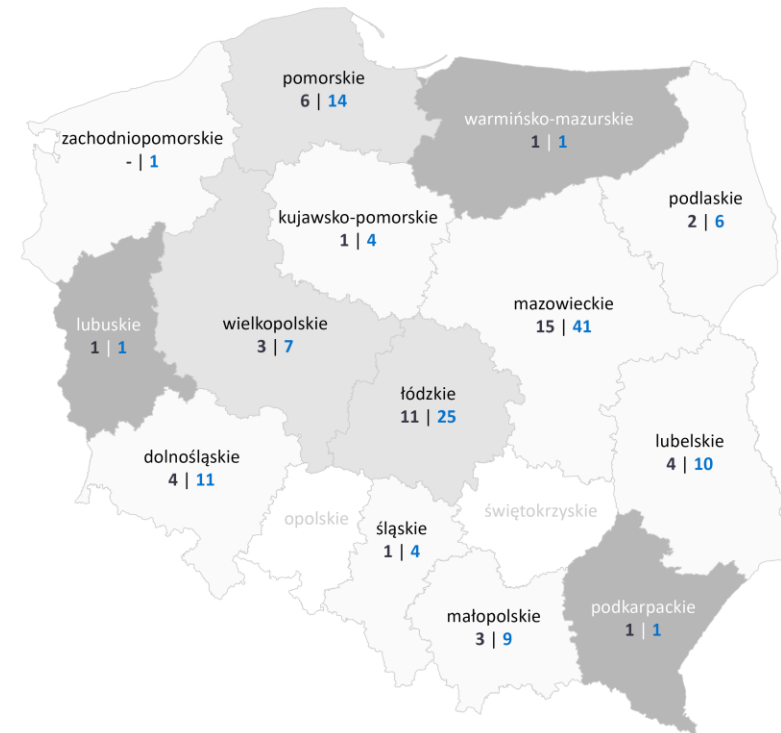 pomorskie
6 | 14
warmińsko-mazurskie
1 | 1
zachodniopomorskie
- | 1
podlaskie
2 | 6
kujawsko-pomorskie
1 | 4
mazowieckie
15 | 41
lubuskie
1 | 1
wielkopolskie
3 | 7
łódzkie
11 | 25
lubelskie
4 | 10
dolnośląskie
4 | 11
opolskie
śląskie
1 | 4
świętokrzyskie
małopolskie
3 | 9
podkarpackie
1 | 1